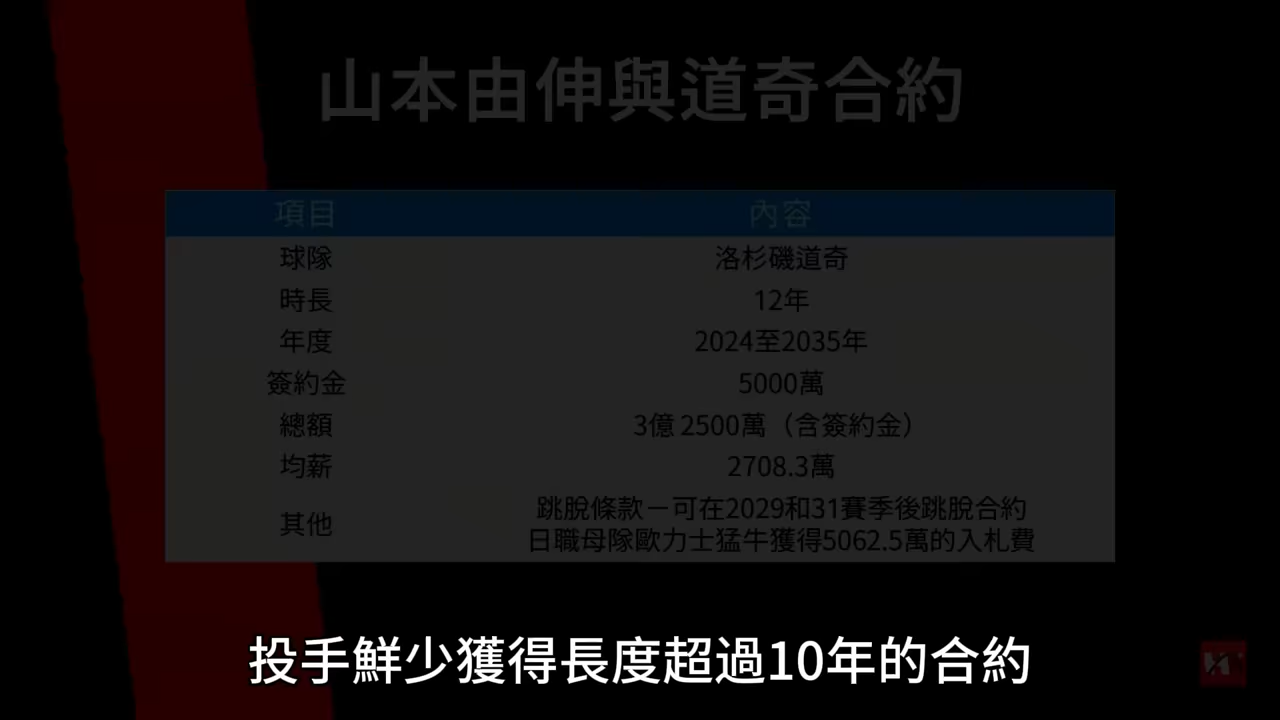 山本由伸與道奇合約
項目 內容
球隊 洛杉磯道奇
時長 12年
年度 2024至2035年
簽約金 5000萬
總額 3億 2500萬（含簽約金）
均薪 2708.3萬
其他 跳脫條款－可在2029和31賽季後跳脫合約
日職母隊歐力士猛牛獲得5062.5萬的入札費
投手鮮少獲得長度超過10年的合約